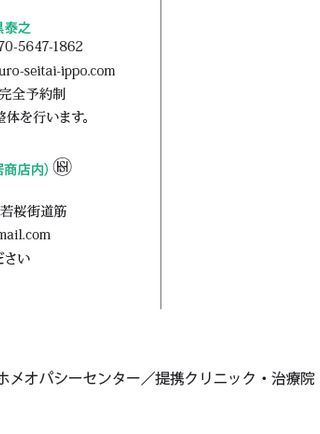 泰之
70-5647-1862
uro-seitai-ippo.com
完全予約制
整体を行います。
居商店内)
若桜街道筋
mail.com
ださい
ホメオパシーセンター／提携クリニック・治療院